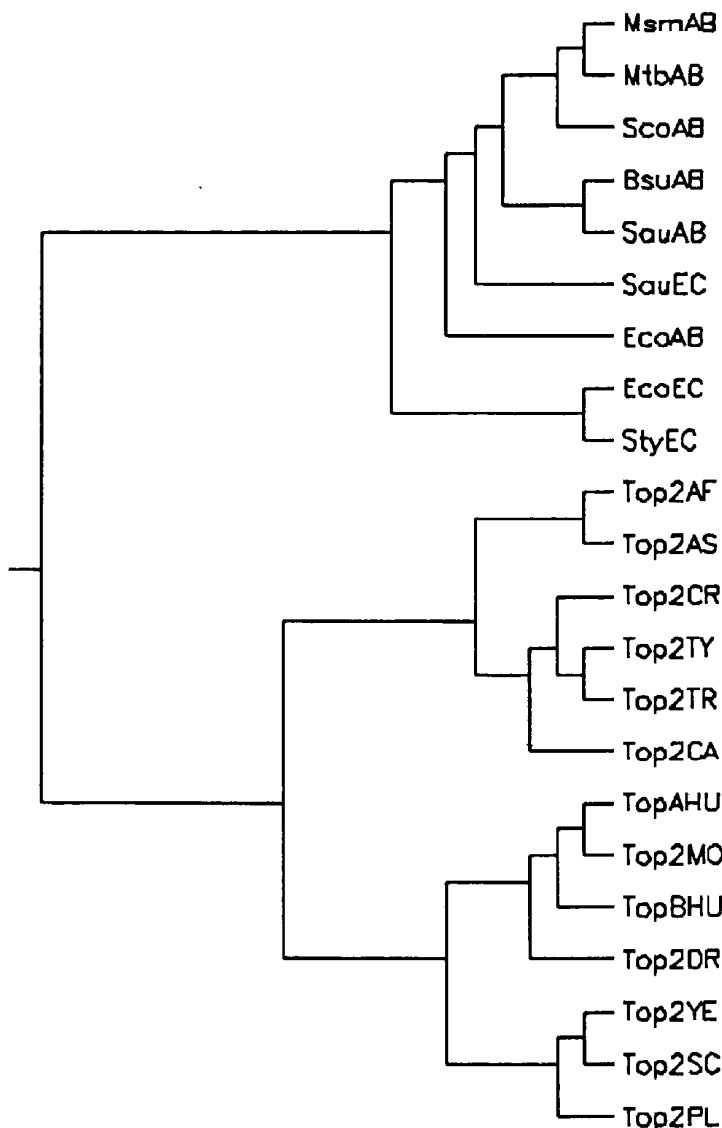 MsmAB
MtbAB
ScoAB
BsuAB
SauAB
SauEC
EcoAB
EcoEC
StyEC
Top2AF
Top2AS
Top2CR
Top2TY
Top2TR
Top2CA
TopAHU
Top2MO
TopBHU
Top2DR
Top2YE
Top2SC
Top2PL